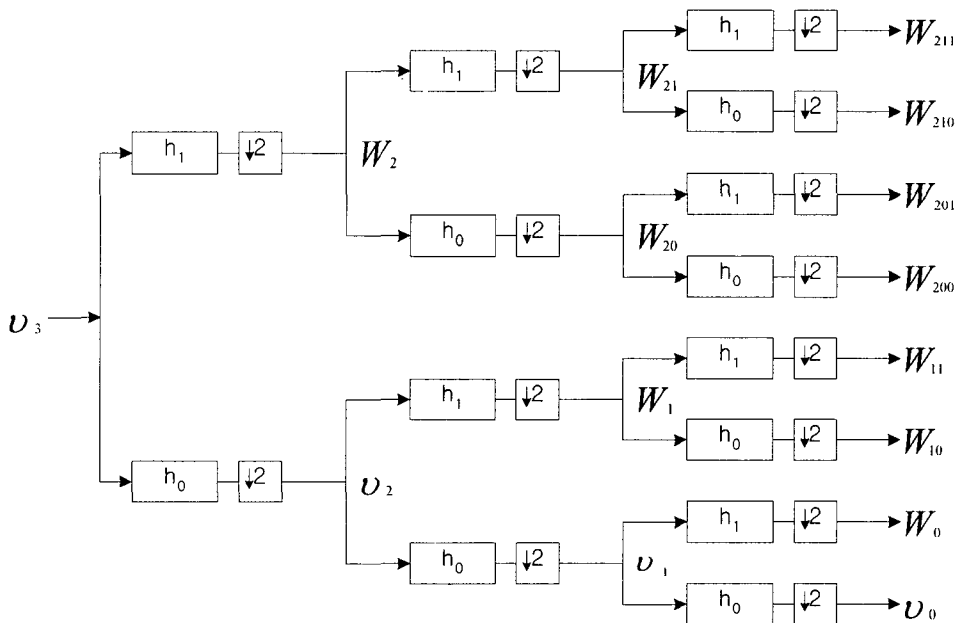 h₁ ↓2 W₂₁₁
h₁ ↓2 W₂₁
h₀ ↓2 W₂₁₀
h₁ ↓2 W₂
h₁ ↓2 W₂₀₁
h₀ ↓2 W₂₀
h₀ ↓2 W₂₀₀
υ₃
h₁ ↓2 W₁₁
h₁ ↓2 W₁
h₀ ↓2 W₁₀
h₀ ↓2 υ₂
h₁ ↓2 W₀
h₀ ↓2 υ₁
h₀ ↓2 υ₀